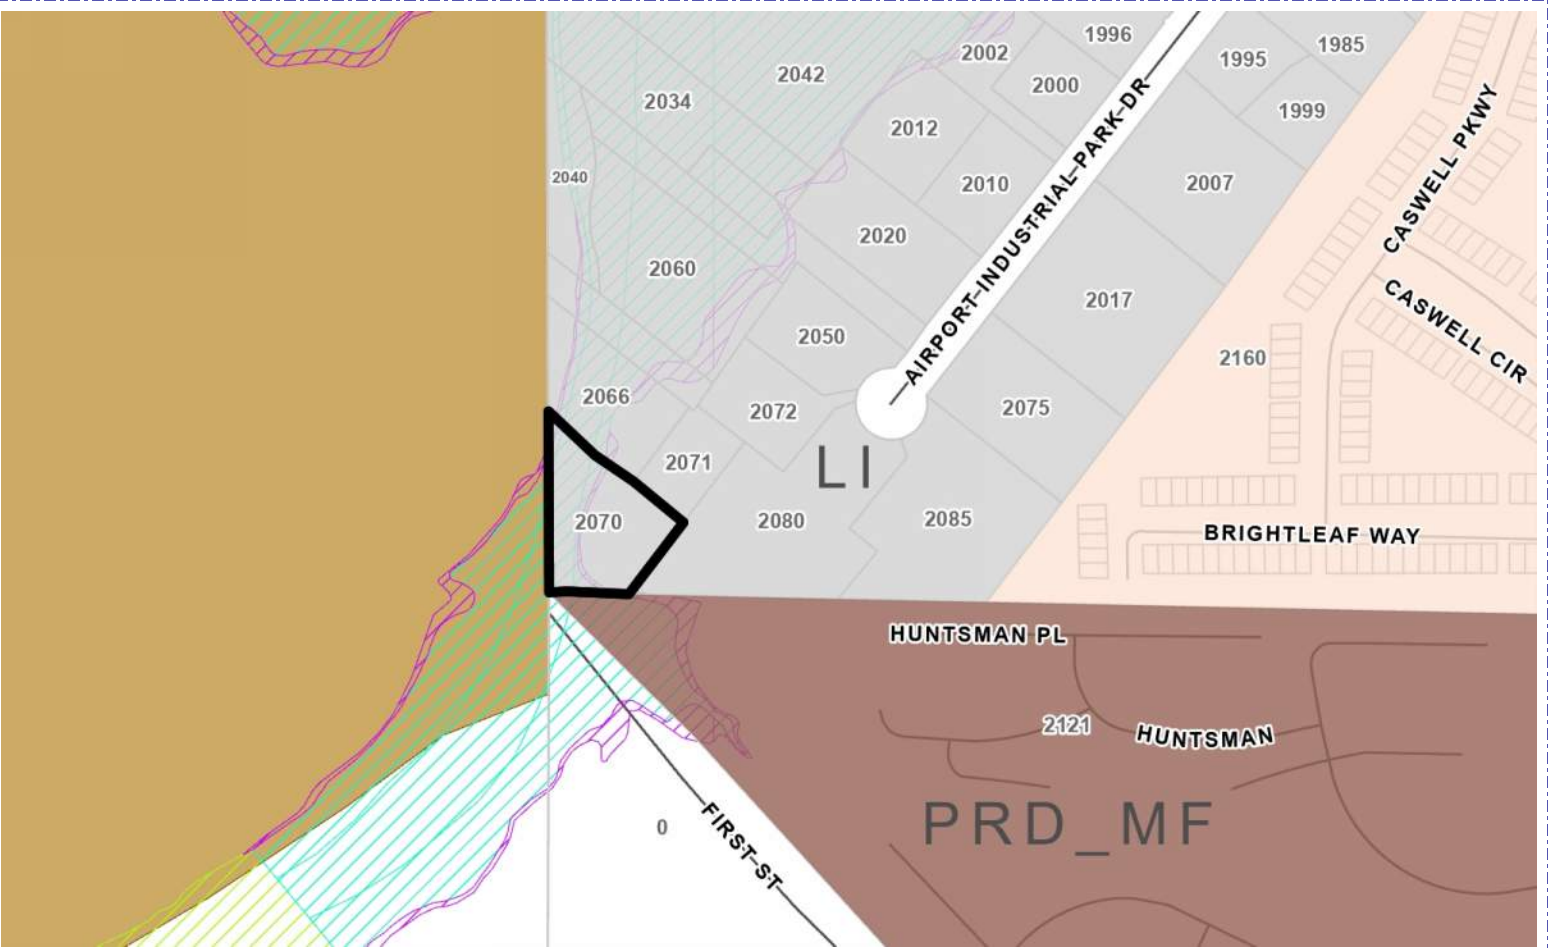 1996
2002
1985
1995
2042
2000
2034
1999
2012
AIRPORT INDUSTRIAL PARK DR
CASWELL PKWY
2040
2010
2007
2020
2060
2017
2050
CASWELL CIR
2160
2066
2072
2075
2071
LI
2070
2080
2085
BRIGHTLEAF WAY
HUNTSMAN PL
2121
HUNTSMAN
PRD_MF
0
FIRST ST